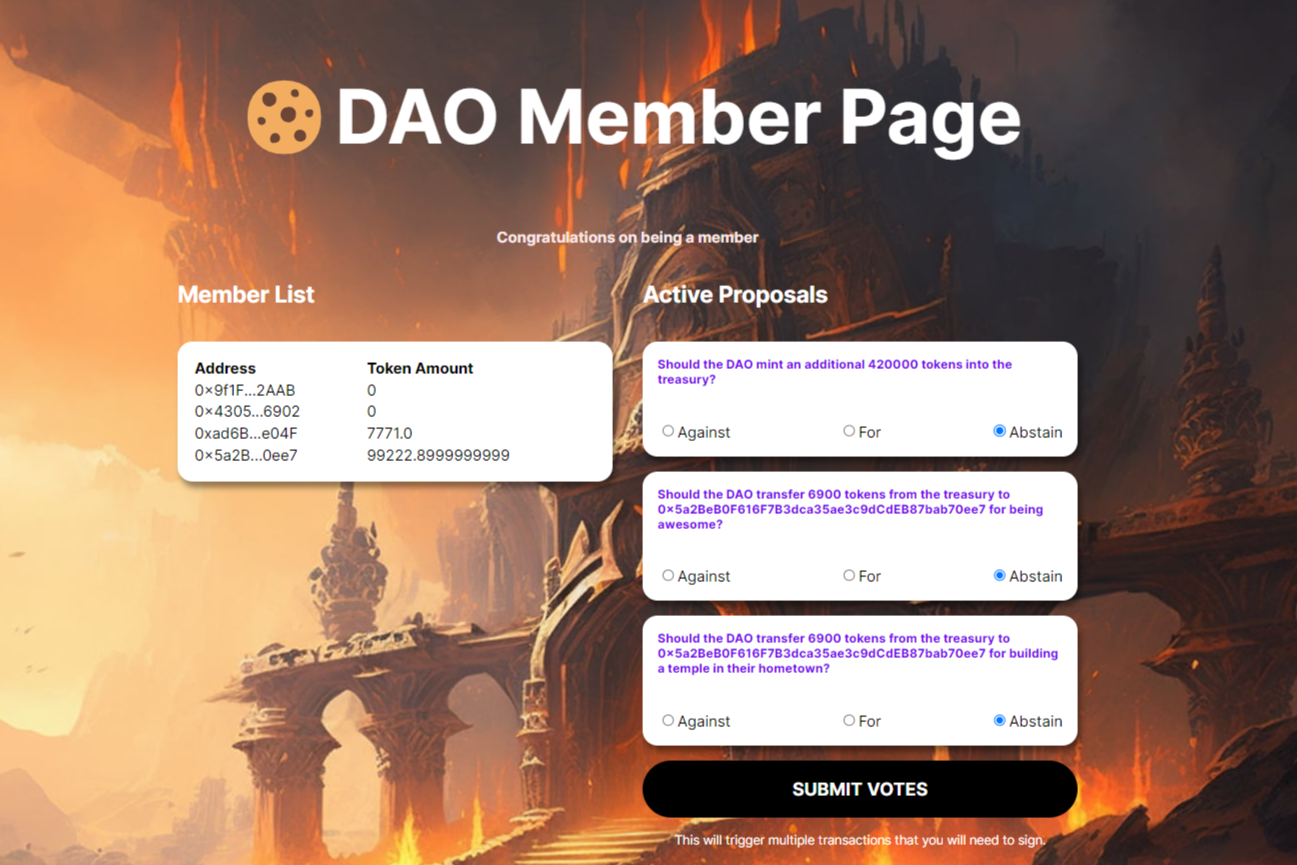 DAO Member Page
Congratulations on being a member
Member List
Address Token Amount
0×9f1F...2AAB 0
0×4305...6902 0
0xad6B...e04F 7771.0
0×5a2B...0ee7 99222.8999999999
Active Proposals
Should the DAO mint an additional 420000 tokens into the
treasury?
Against For Abstain
Should the DAO transfer 6900 tokens from the treasury to
0×5a2BeB0F616F7B3dca35ae3c9dCdEB87bab70ee7 for being
awesome?
Against For Abstain
Should the DAO transfer 6900 tokens from the treasury to
0×5a2BeB0F616F7B3dca35ae3c9dCdEB87bab70ee7 for building
a temple in their hometown?
Against For Abstain
SUBMIT VOTES
This will trigger multiple transactions that you will need to sign.